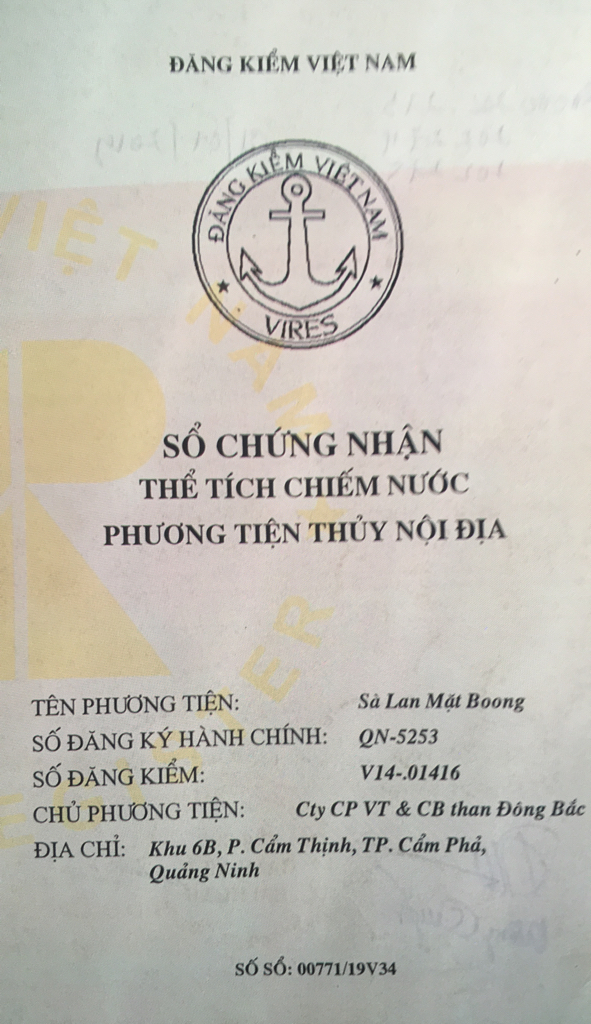 ĐĂNG KIỂM VIỆT NAM
ĐĂNG KIỂM VIỆT NAM
VIRES
VIỆT NAM
REGISTER
SỔ CHỨNG NHẬN
THỂ TÍCH CHIẾM NƯỚC
PHƯƠNG TIỆN THỦY NỘI ĐỊA
TÊN PHƯƠNG TIỆN: Sà Lan Mặt Boong
SỐ ĐĂNG KÝ HÀNH CHÍNH: QN-5253
SỐ ĐĂNG KIỂM: V14-.01416
CHỦ PHƯƠNG TIỆN: Cty CP VT & CB than Đông Bắc
ĐỊA CHỈ: Khu 6B, P. Cẩm Thịnh, TP. Cẩm Phả,
Quảng Ninh
SỐ SỔ: 00771/19V34